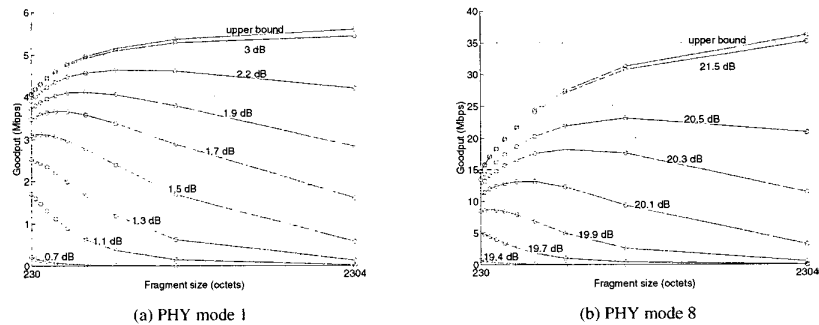 6
5
4
3
2
1
0
Goodput (Mbps)
upper bound
3 dB
2.2 dB
1.9 dB
1.7 dB
1,5 dB
1.3 dB
1.1 dB
0.7 dB
230
2304
Fragment size (octets)
(a) PHY mode 1
40
35
30
25
20
15
10
5
0
Goodput (Mbps)
upper bound
21.5 dB
20,5 dB
20.3 dB
20.1 dB
19.9 dB
19.7 dB
19.4 dB
230
2304
Fragment size (octets)
(b) PHY mode 8